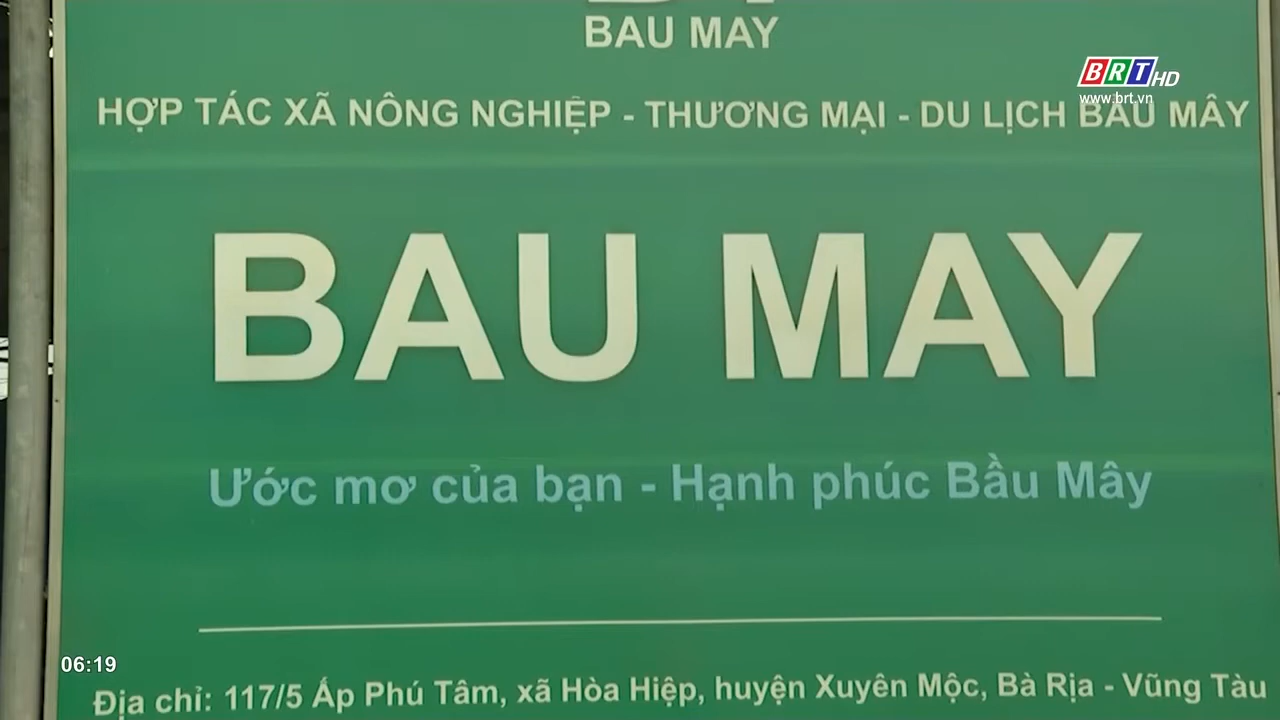 BAU MAY
BRT HD
www.brt.vn
HỢP TÁC XÃ NÔNG NGHIỆP - THƯƠNG MẠI - DU LỊCH BẦU MÂY
BAU MAY
Ước mơ của bạn - Hạnh phúc Bầu Mây
06:19
Địa chỉ: 117/5 Ấp Phú Tâm, xã Hòa Hiệp, huyện Xuyên Mộc, Bà Rịa - Vũng Tàu